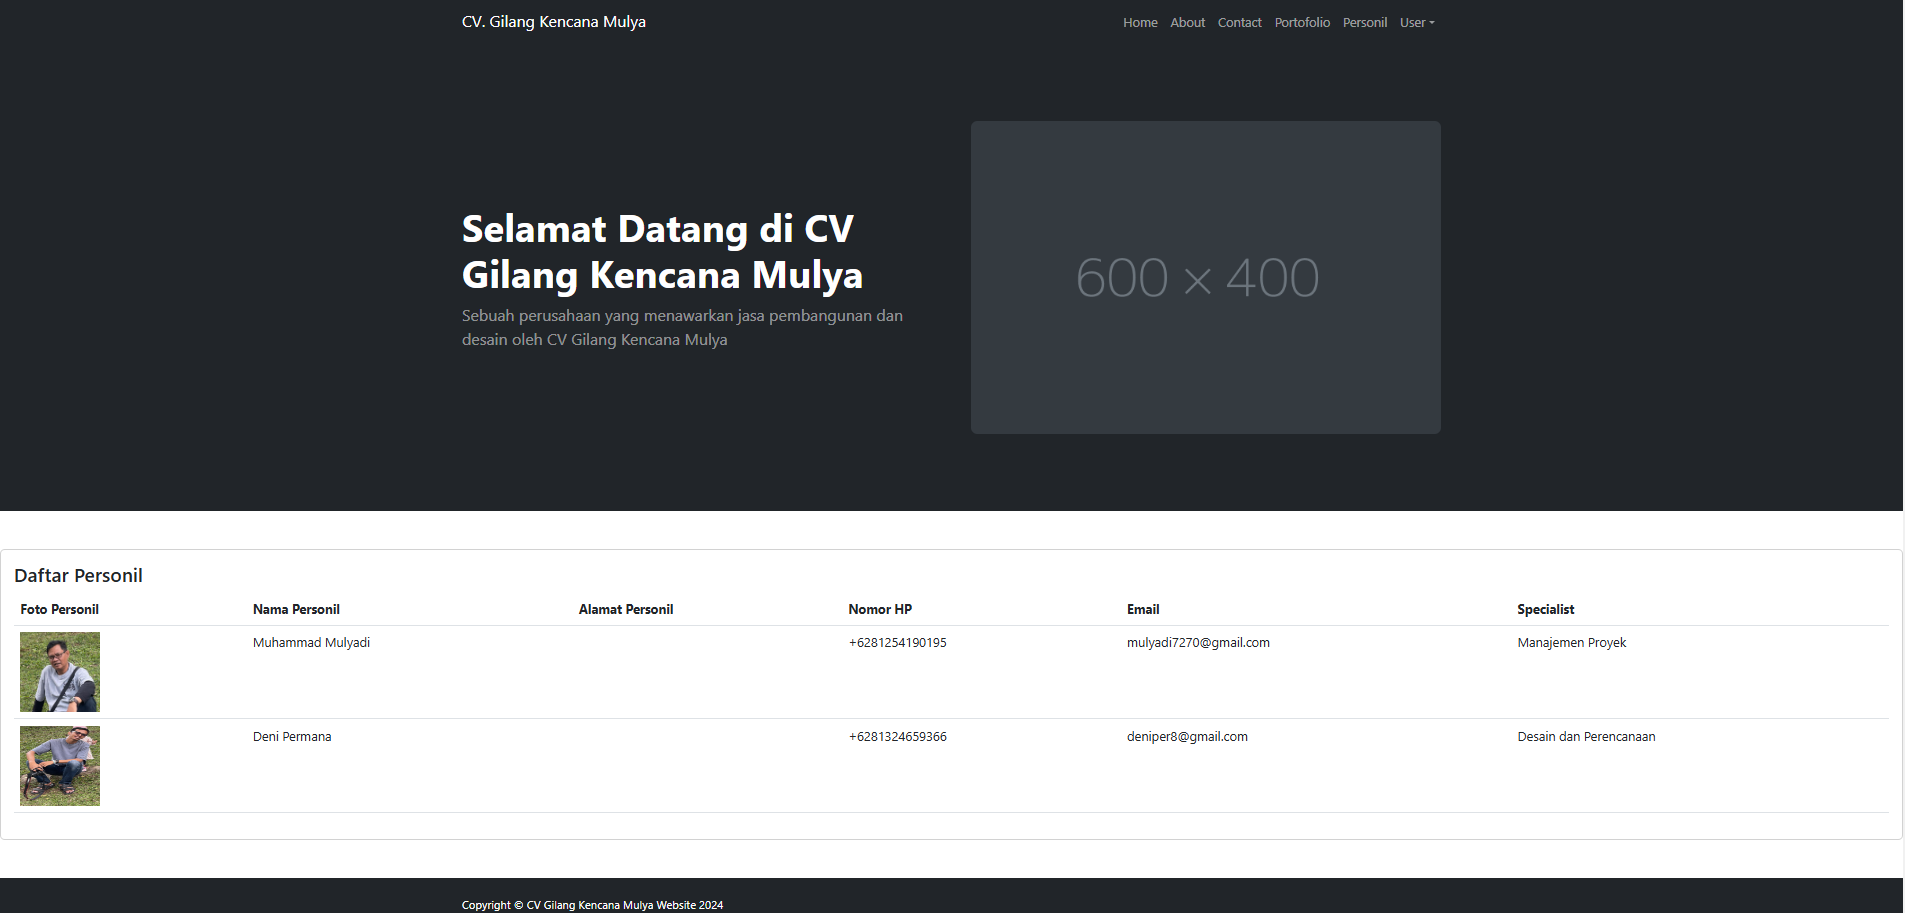 CV. Gilang Kencana Mulya
Home About Contact Portofolio Personil User
600 × 400
Selamat Datang di CV
Gilang Kencana Mulya
Sebuah perusahaan yang menawarkan jasa pembangunan dan
desain oleh CV Gilang Kencana Mulya
Daftar Personil
Foto Personil Nama Personil Alamat Personil Nomor HP Email Specialist
Muhammad Mulyadi +6281254190195 mulyadi7270@gmail.com Manajemen Proyek
Deni Permana +6281324659366 deniper8@gmail.com Desain dan Perencanaan
Copyright © CV Gilang Kencana Mulya Website 2024